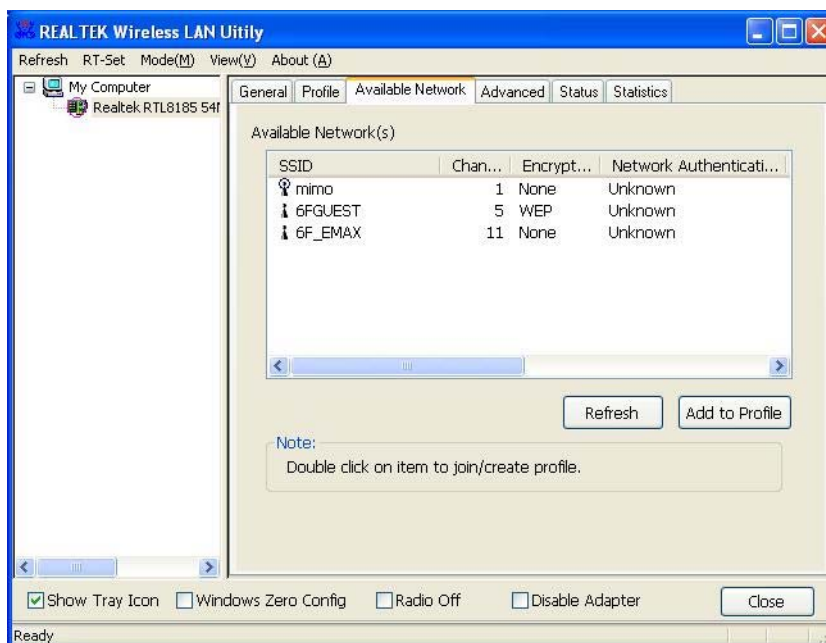 REALTEK Wireless LAN Uitily
Refresh RT-Set Mode(M) View(V) About (A)
My Computer
Realtek RTL8185 54M
General Profile Available Network Advanced Status Statistics
Available Network(s)
SSID Chan... Encrypt... Network Authenticati...
mimo 1 None Unknown
6FGUEST 5 WEP Unknown
6F_EMAX 11 None Unknown
Refresh Add to Profile
Note:
Double click on item to join/create profile.
Show Tray Icon Windows Zero Config Radio Off Disable Adapter Close
Ready